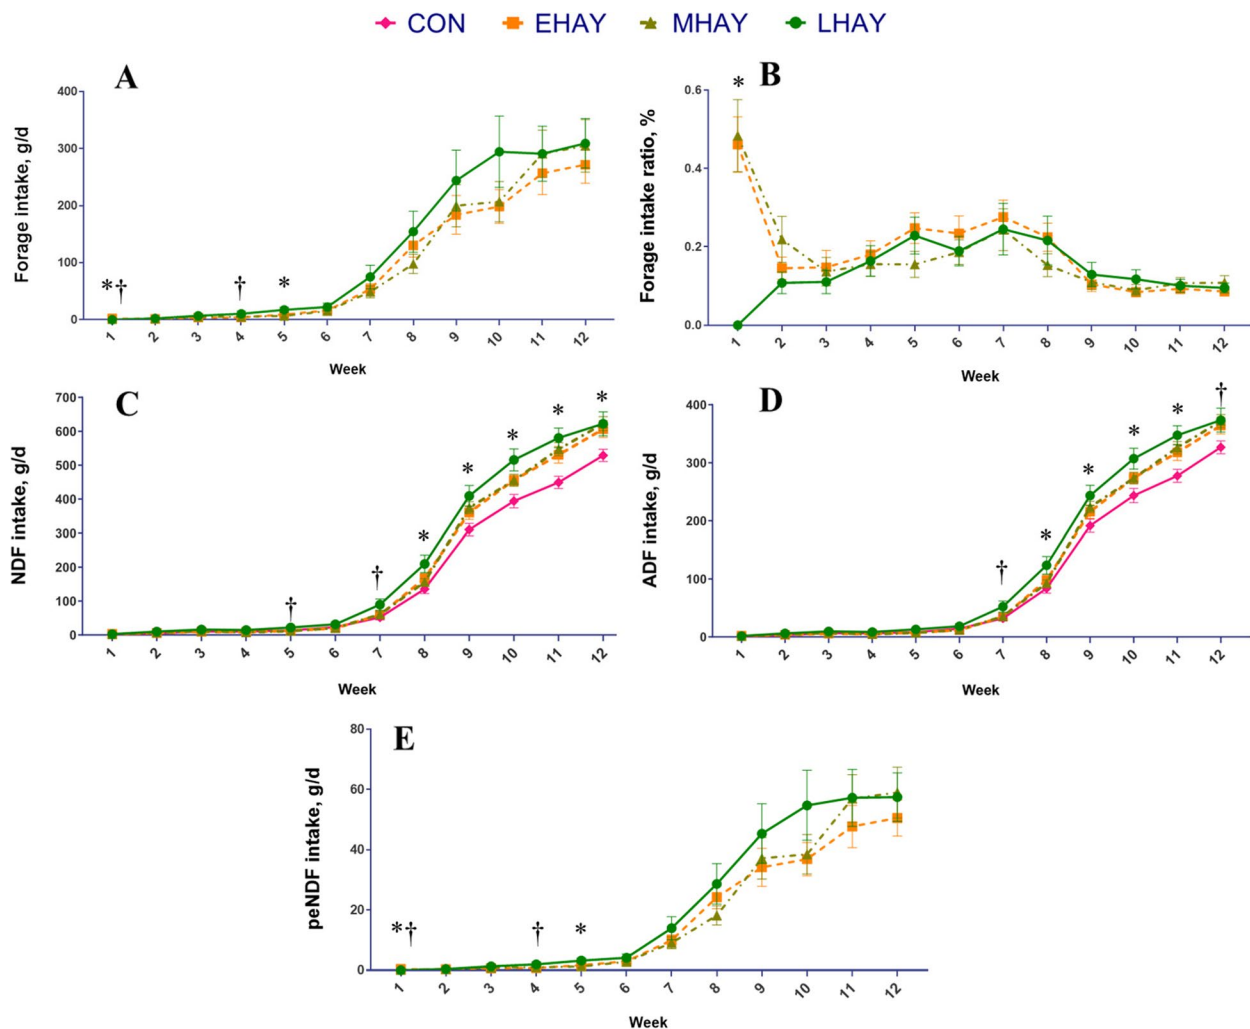 CON EHAY MHAY LHAY
A
Forage intake, g/d
400
300
200
100
0
*†
†
*
1 2 3 4 5 6 7 8 9 10 11 12
Week
B
Forage intake ratio, %
0.6
0.4
0.2
0.0
*
1 2 3 4 5 6 7 8 9 10 11 12
Week
C
NDF intake, g/d
700
600
500
400
300
200
100
0
†
†
*
*
*
*
*
1 2 3 4 5 6 7 8 9 10 11 12
Week
D
ADF intake, g/d
400
300
200
100
0
†
*
*
*
*
†
1 2 3 4 5 6 7 8 9 10 11 12
Week
E
peNDF intake, g/d
80
60
40
20
0
*†
†
*
1 2 3 4 5 6 7 8 9 10 11 12
Week